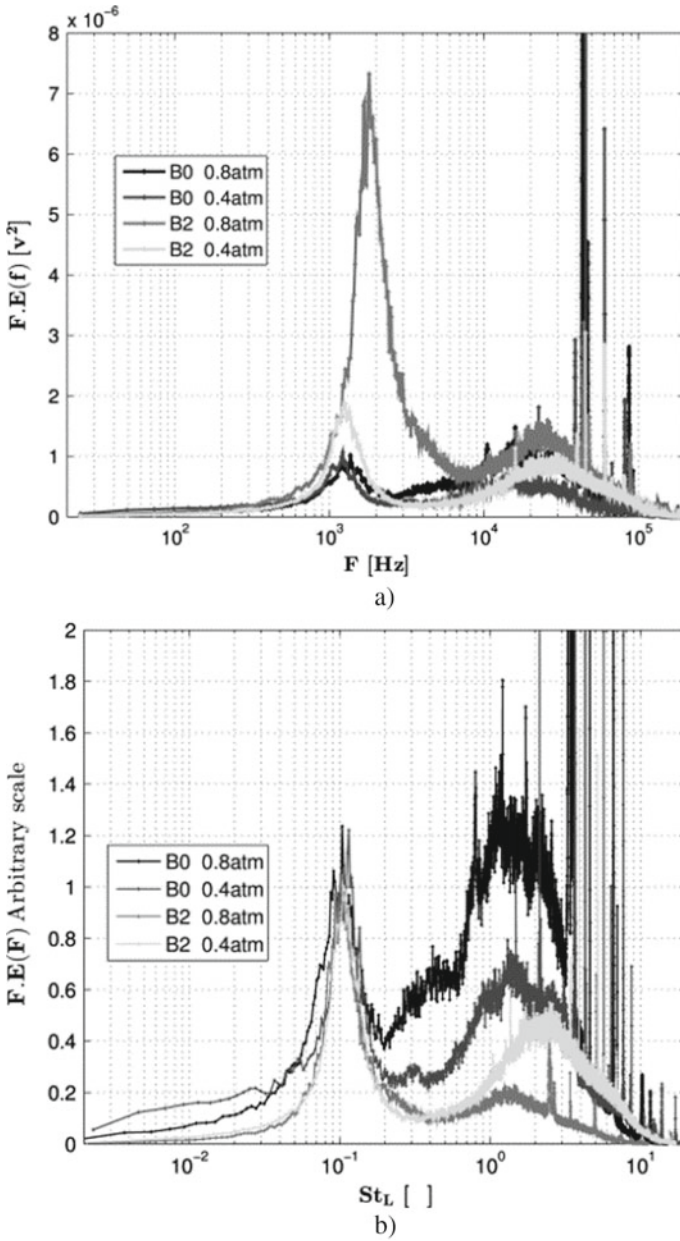 x 10⁻⁶
8
7
6
5
4
3
2
1
0
F.E(f) [v²]
B0 0.8atm
B0 0.4atm
B2 0.8atm
B2 0.4atm
10² 10³ 10⁴ 10⁵
F [Hz]
a)
2
1.8
1.6
1.4
1.2
1
0.8
0.6
0.4
0.2
0
F.E(F) Arbitrary scale
B0 0.8atm
B0 0.4atm
B2 0.8atm
B2 0.4atm
10⁻² 10⁻¹ 10⁰ 10¹
St_L [ ]
b)